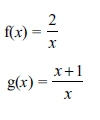 f(x) = 2/x
g(x) = x+1/x